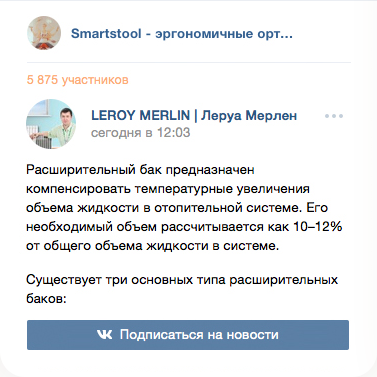 Smartstool - эргономичные орт...
5 875 участников
LEROY MERLIN | Леруа Мерлен
сегодня в 12:03
Расширительный бак предназначен
компенсировать температурные увеличения
объема жидкости в отопительной системе. Его
необходимый объем рассчитывается как 10–12%
от общего объема жидкости в системе.
Существует три основных типа расширительных
баков:
Подписаться на новости